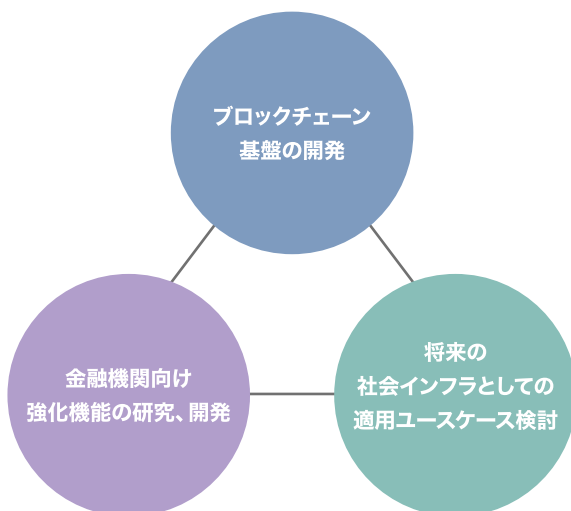 ブロックチェーン
基盤の開発
金融機関向け
強化機能の研究、開発
将来の
社会インフラとしての
適用ユースケース検討